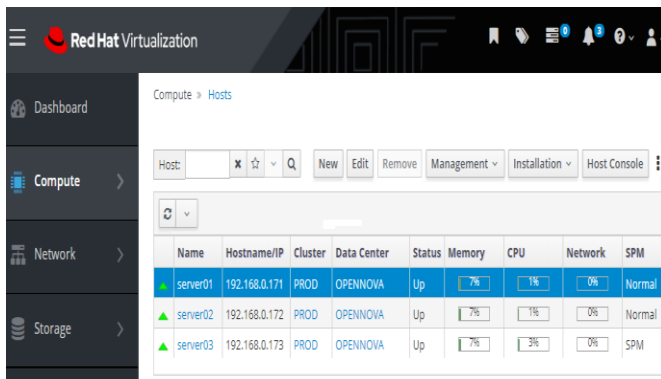 Red Hat Virtualization
0
3
Dashboard
Compute
Network
Storage
Compute » Hosts
Host:
New Edit Remove Management Installation Host Console
Name Hostname/IP Cluster Data Center Status Memory CPU Network SPM
server01 192.168.0.171 PROD OPENNOVA Up 7% 1% 0% Normal
server02 192.168.0.172 PROD OPENNOVA Up 7% 1% 0% Normal
server03 192.168.0.173 PROD OPENNOVA Up 7% 3% 0% SPM